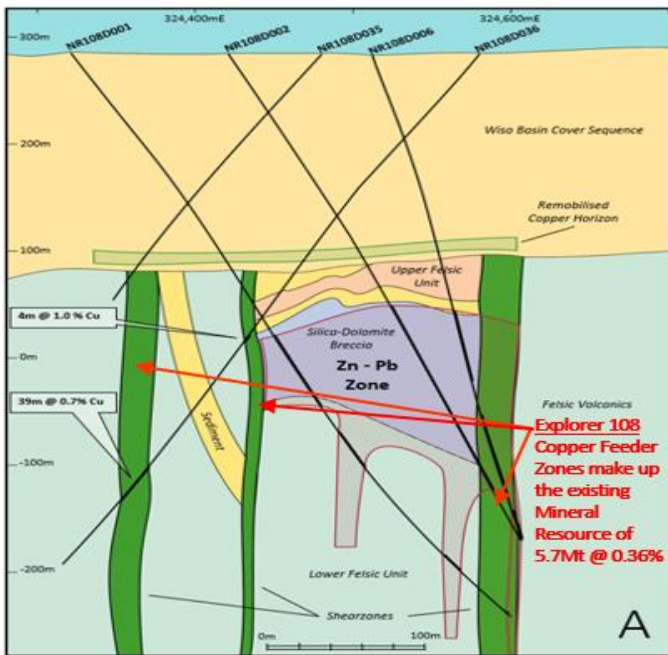 324,400mE
324,600mE
NR108D001
NR108D002
NR108D035
NR108D006
NR108D036
300m
200m
Wiso Basin Cover Sequence
Remobilised
Copper Horizon
100m
Upper Felsic
Unit
4m @ 1.0 % Cu
Silica-Dolomite
Breccia
Zn - Pb
Zone
0m
39m @ 0.7% Cu
Sediment
Felsic Volcanics
Explorer 108
Copper Feeder
Zones make up
the existing
Mineral
Resource of
5.7Mt @ 0.36%
-100m
-200m
Lower Felsic Unit
Shearzones
0m
100m
A